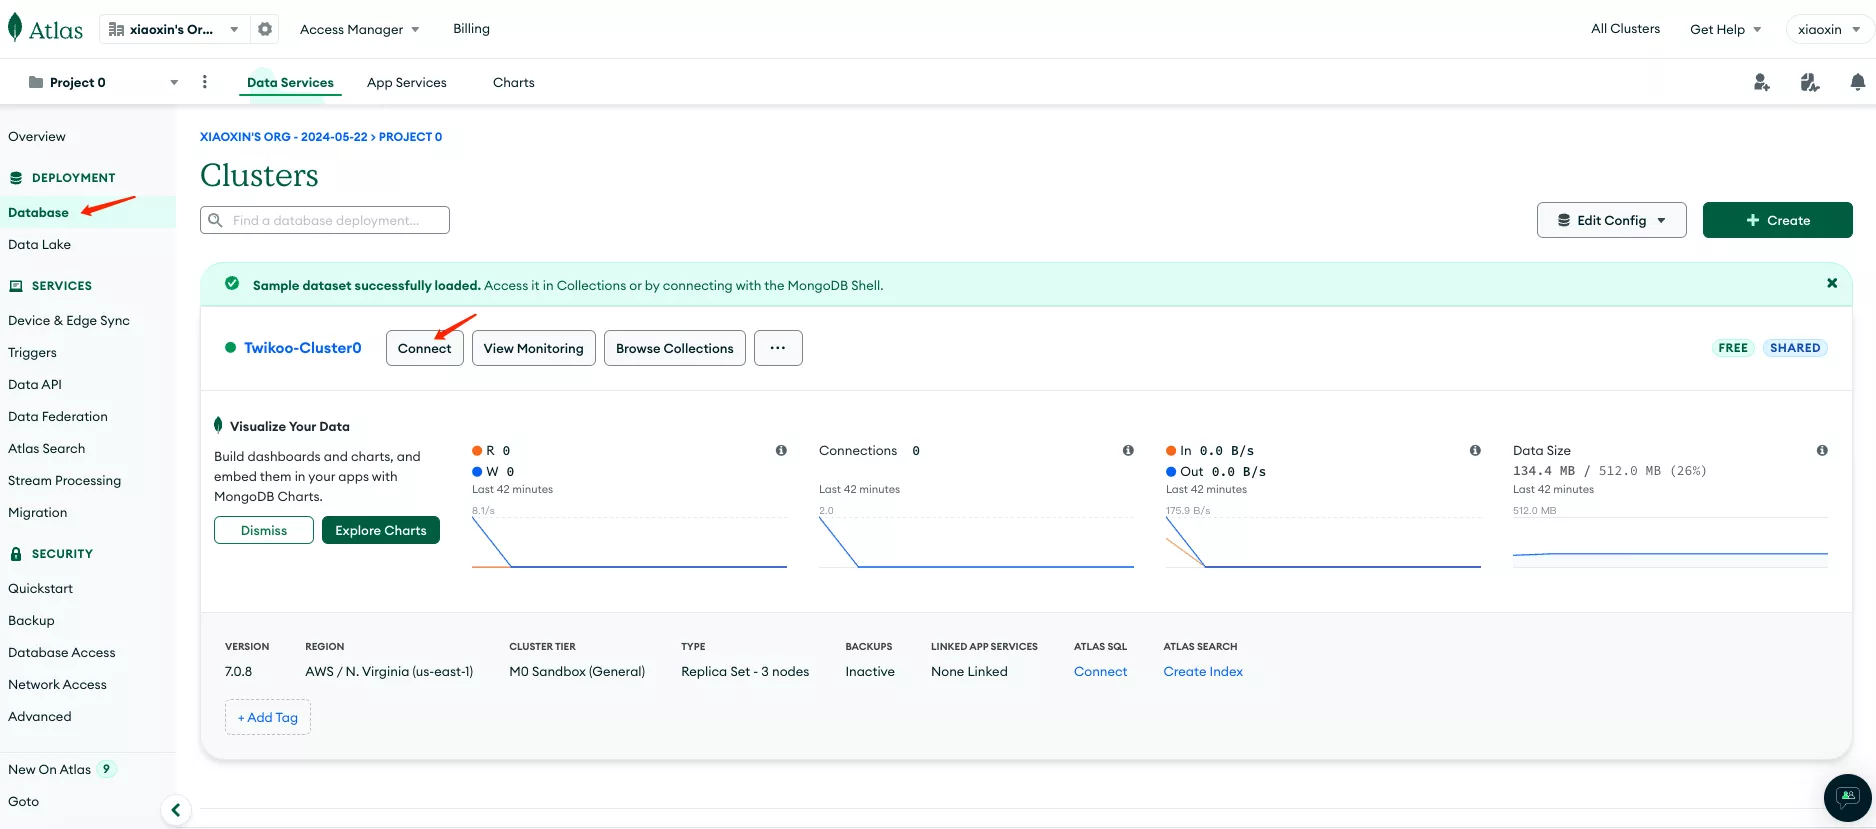 Atlas
xiaoxin's Or...
Access Manager
Billing
All Clusters
Get Help
xiaoxin
Project 0
Data Services
App Services
Charts
Overview
DEPLOYMENT
Database
Data Lake
SERVICES
Device & Edge Sync
Triggers
Data API
Data Federation
Atlas Search
Stream Processing
Migration
SECURITY
Quickstart
Backup
Database Access
Network Access
Advanced
New On Atlas 9
Goto
XIAOXIN'S ORG - 2024-05-22 > PROJECT 0
Clusters
Find a database deployment...
Edit Config
+ Create
Sample dataset successfully loaded. Access it in Collections or by connecting with the MongoDB Shell.
Twikoo-Cluster0
Connect
View Monitoring
Browse Collections
...
FREE
SHARED
Visualize Your Data
Build dashboards and charts, and
embed them in your apps with
MongoDB Charts.
Dismiss
Explore Charts
R 0
W 0
Last 42 minutes
8.1/s
Connections 0
Last 42 minutes
2.0
In 0.0 B/s
Out 0.0 B/s
Last 42 minutes
175.9 B/s
Data Size
134.4 MB / 512.0 MB (26%)
Last 42 minutes
512.0 MB
VERSION
7.0.8
REGION
AWS / N. Virginia (us-east-1)
CLUSTER TIER
M0 Sandbox (General)
TYPE
Replica Set - 3 nodes
BACKUPS
Inactive
LINKED APP SERVICES
None Linked
ATLAS SQL
Connect
ATLAS SEARCH
Create Index
+ Add Tag